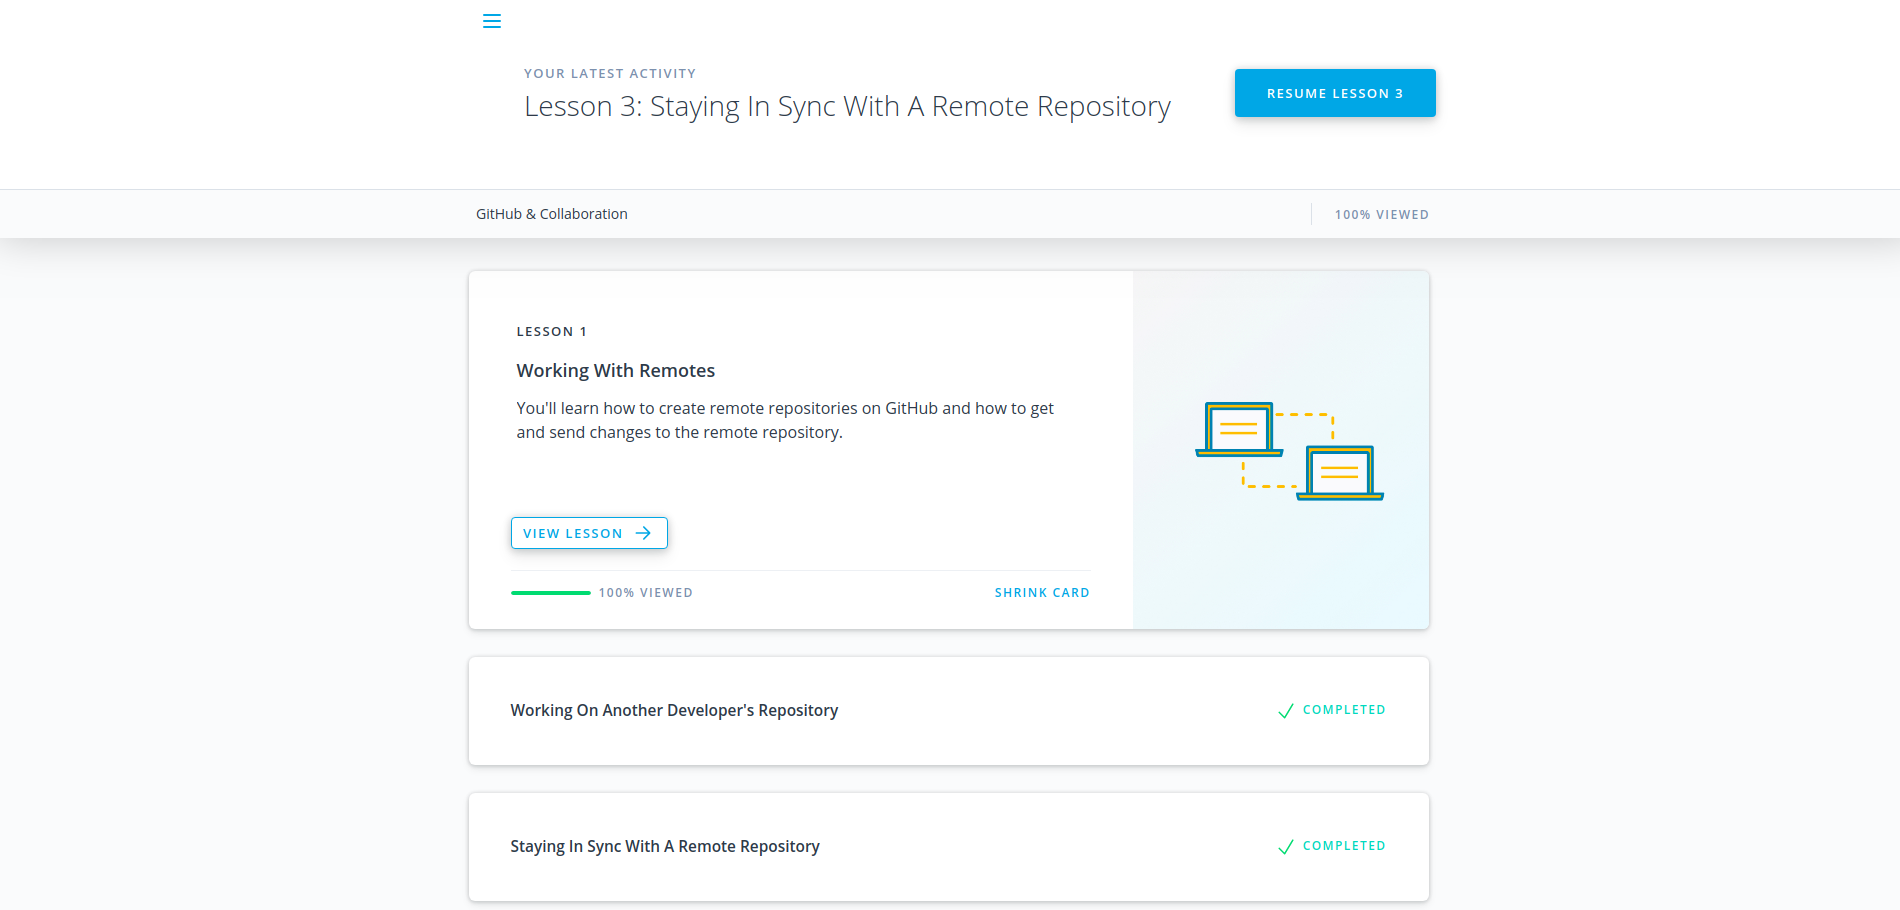 YOUR LATEST ACTIVITY
Lesson 3: Staying In Sync With A Remote Repository
RESUME LESSON 3
GitHub & Collaboration
100% VIEWED
LESSON 1
Working With Remotes
You'll learn how to create remote repositories on GitHub and how to get
and send changes to the remote repository.
VIEW LESSON
100% VIEWED
SHRINK CARD
Working On Another Developer's Repository
COMPLETED
Staying In Sync With A Remote Repository
COMPLETED